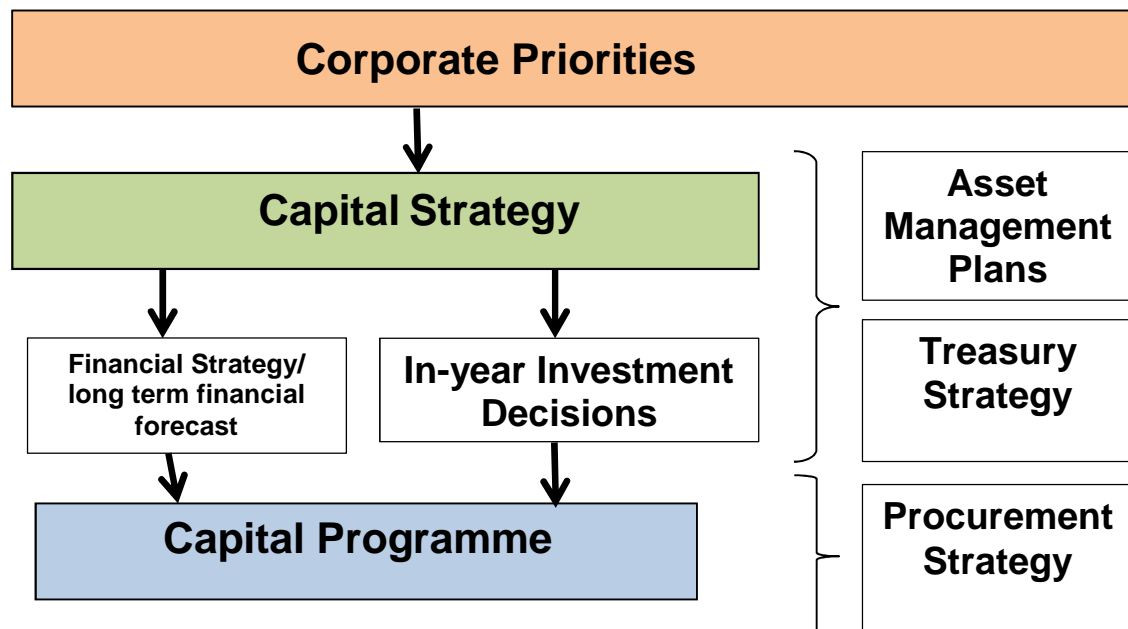 Corporate Priorities
Capital Strategy
Asset
Management
Plans
Financial Strategy/
long term financial
forecast
In-year Investment
Decisions
Treasury
Strategy
Capital Programme
Procurement
Strategy